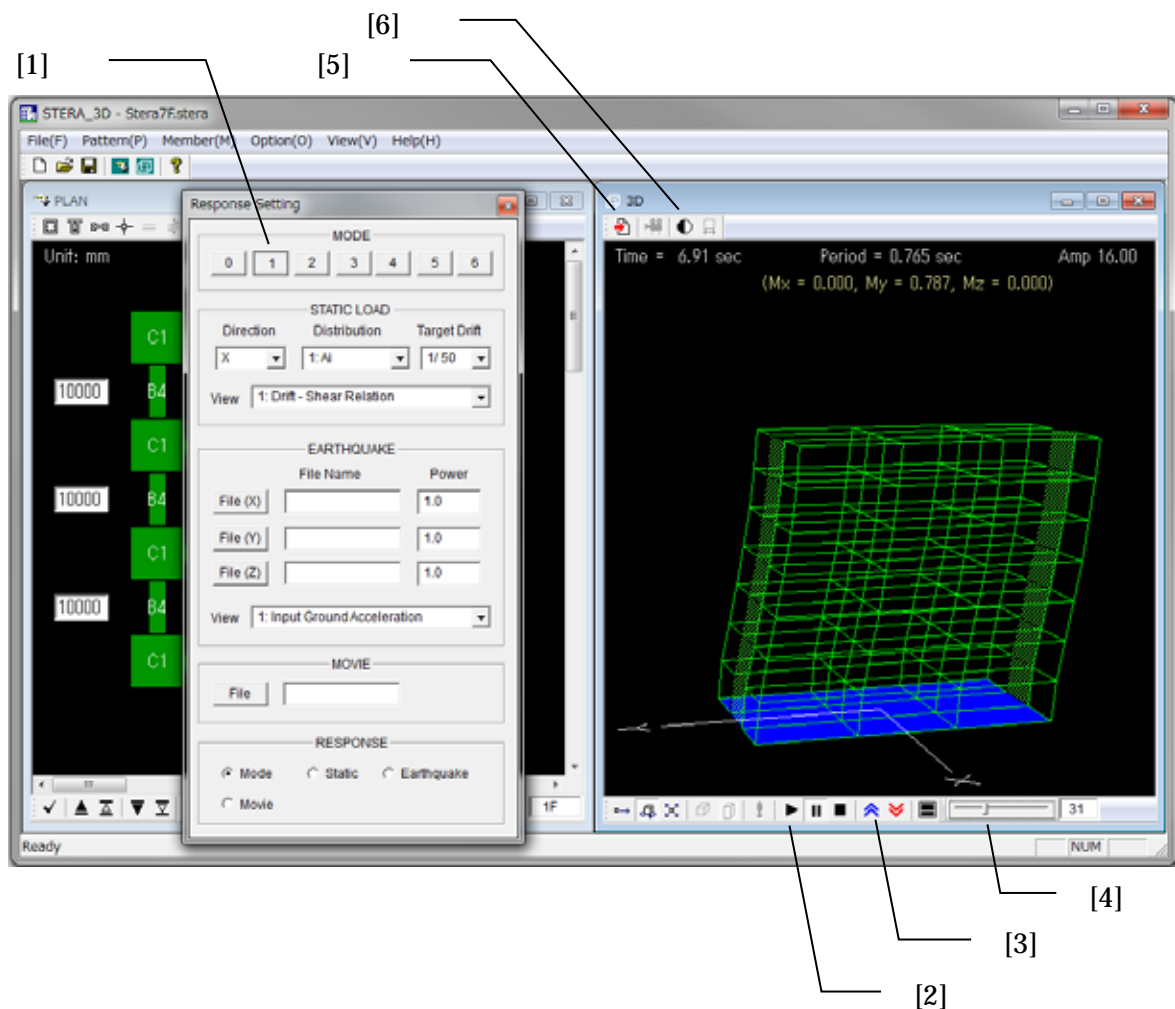 [6]
[1] [5]
STERA_3D - Stera7F.stera
File(F) Pattern(P) Member(M) Option(O) View(V) Help(H)
PLAN
Unit: mm
C1
10000 B4
C1
10000 B4
C1
10000 B4
C1
1F
Response Setting
MODE
0 1 2 3 4 5 6
STATIC LOAD
Direction Distribution Target Drift
X 1: Ai 1/ 50
View 1: Drift - Shear Relation
EARTHQUAKE
File Name Power
File (X) 1.0
File (Y) 1.0
File (Z) 1.0
View 1: Input Ground Acceleration
MOVIE
File
RESPONSE
Mode Static Earthquake
Movie
3D
Time = 6.91 sec Period = 0.765 sec Amp 16.00
(Mx = 0.000, My = 0.787, Mz = 0.000)
31
Ready NUM
[4]
[3]
[2]